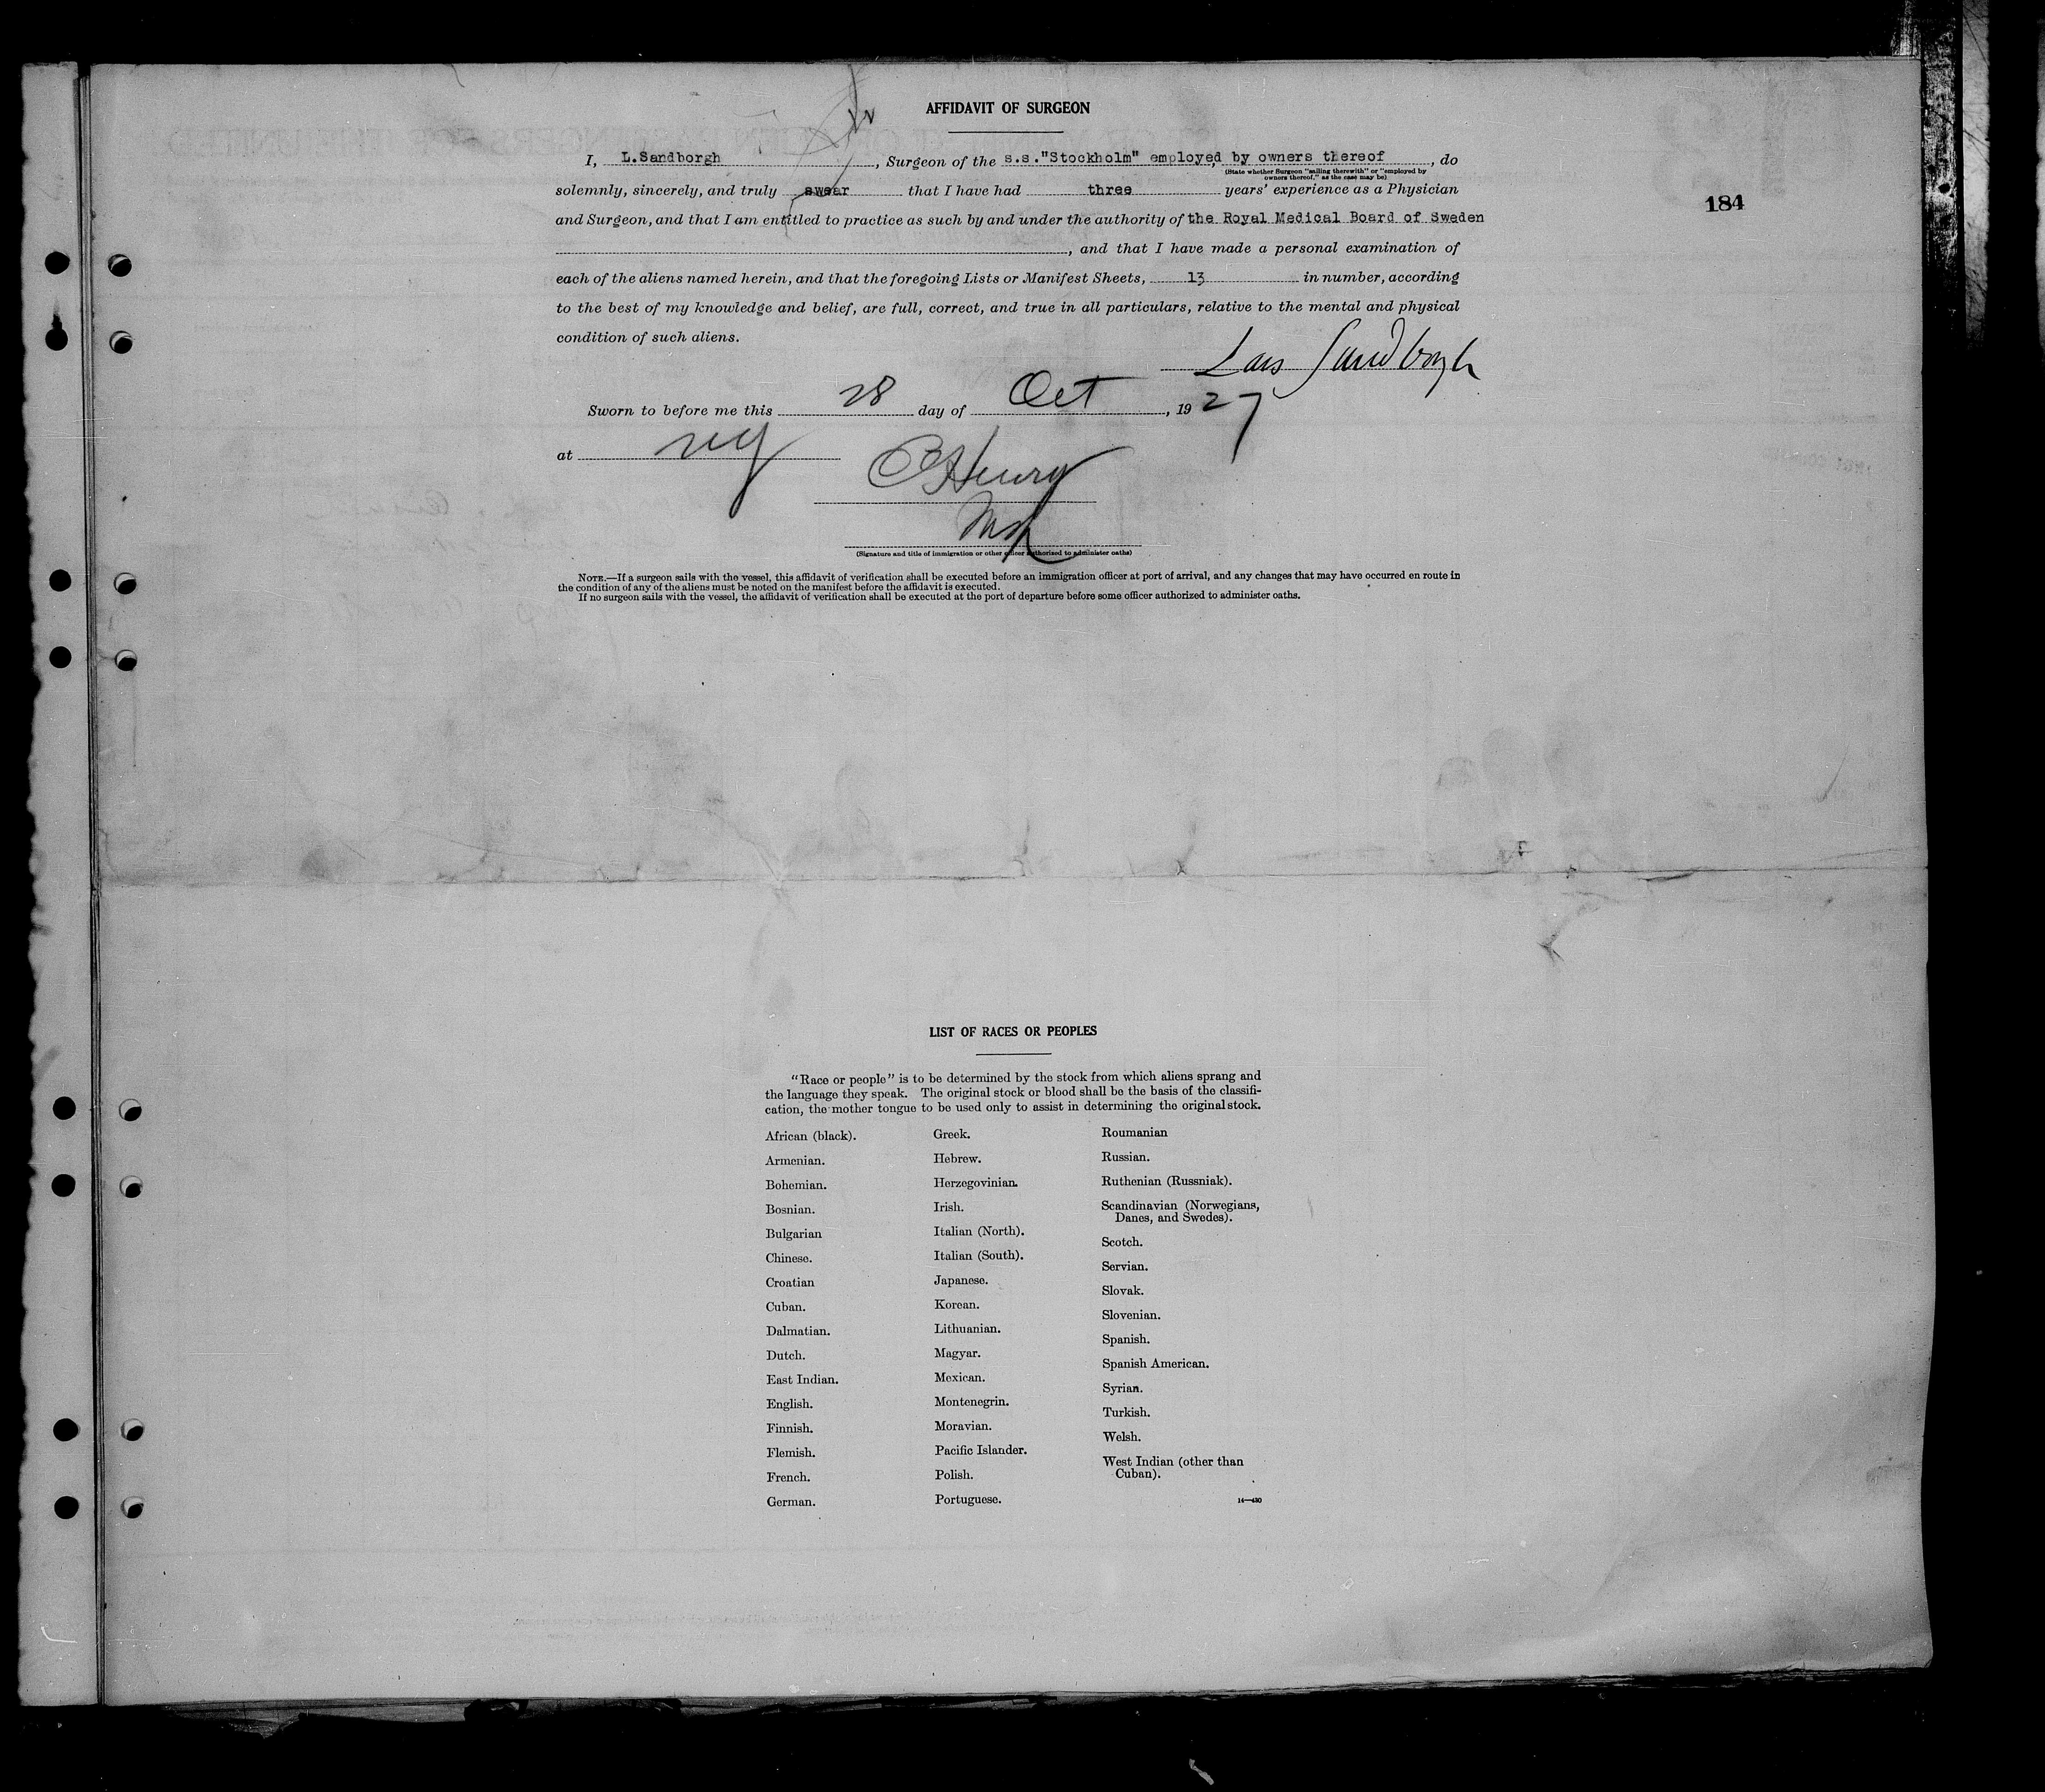 AFFIDAVIT OF SURGEON
I, L.Sandborgh, Surgeon of the s.s."Stockholm" employed, by owners thereof, do
(State whether Surgeon "sailing therewith" or "employed by
owners thereof," as the case may be)
solemnly, sincerely, and truly swear that I have had three years' experience as a Physician
184
and Surgeon, and that I am entitled to practice as such by and under the authority of the Royal Medical Board of Sweden
, and that I have made a personal examination of
each of the aliens named herein, and that the foregoing Lists or Manifest Sheets, 13 in number, according
to the best of my knowledge and belief, are full, correct, and true in all particulars, relative to the mental and physical
condition of such aliens.
Lars Sandborgh
Sworn to before me this 28 day of Oct, 1927
at NY
Henry
(Signature and title of immigration or other officer authorized to administer oaths)
NOTE.—If a surgeon sails with the vessel, this affidavit of verification shall be executed before an immigration officer at port of arrival, and any changes that may have occurred en route in
the condition of any of the aliens must be noted on the manifest before the affidavit is executed.
If no surgeon sails with the vessel, the affidavit of verification shall be executed at the port of departure before some officer authorized to administer oaths.
LIST OF RACES OR PEOPLES
"Race or people" is to be determined by the stock from which aliens sprang and
the language they speak. The original stock or blood shall be the basis of the classifi-
cation, the mother tongue to be used only to assist in determining the original stock.
African (black).
Armenian.
Bohemian.
Bosnian.
Bulgarian
Chinese.
Croatian
Cuban.
Dalmatian.
Dutch.
East Indian.
English.
Finnish.
Flemish.
French.
German.
Greek.
Hebrew.
Herzegovinian.
Irish.
Italian (North).
Italian (South).
Japanese.
Korean.
Lithuanian.
Magyar.
Mexican.
Montenegrin.
Moravian.
Pacific Islander.
Polish.
Portuguese.
Roumanian
Russian.
Ruthenian (Russniak).
Scandinavian (Norwegians,
Danes, and Swedes).
Scotch.
Servian.
Slovak.
Slovenian.
Spanish.
Spanish American.
Syrian.
Turkish.
Welsh.
West Indian (other than
Cuban).
14—430